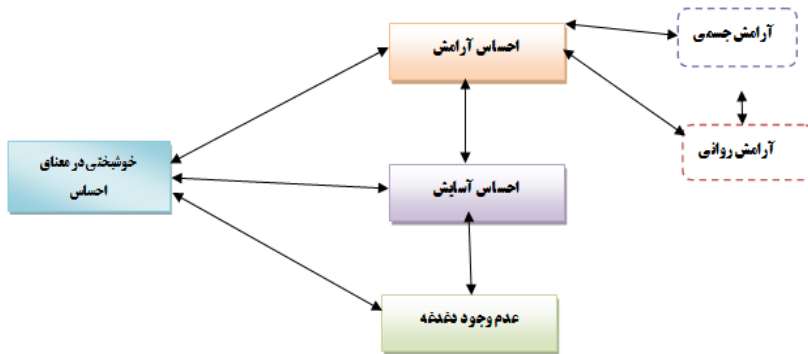 آرامش جسمی
احساس آرامش
آرامش روانی
خوشبختی در معنای
احساس
احساس آسایش
عدم وجود دغدغه